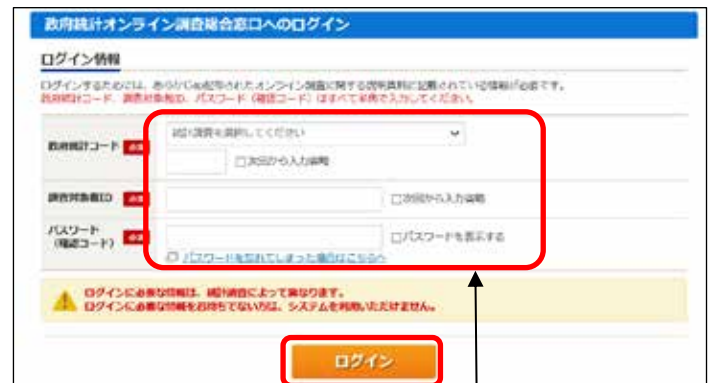 政府統計オンライン調査総合窓口へのログイン
ログイン情報
ログインするためには、あらかじめ配布されたオンライン調査に関する説明資料に記載されている情報が必要です。
政府統計コード、調査対象者ID、パスワード（確認コード）はすべて半角で入力してください。
政府統計コード 必須 統計調査を選択してください
□次回から入力省略
調査対象者ID 必須 □次回から入力省略
パスワード
（確認コード） 必須 □パスワードを表示する
パスワードを忘れてしまった場合はこちらへ
ログインに必要な情報は、統計調査によって異なります。
ログインに必要な情報をお持ちでない方は、システムを利用いただけません。
ログイン